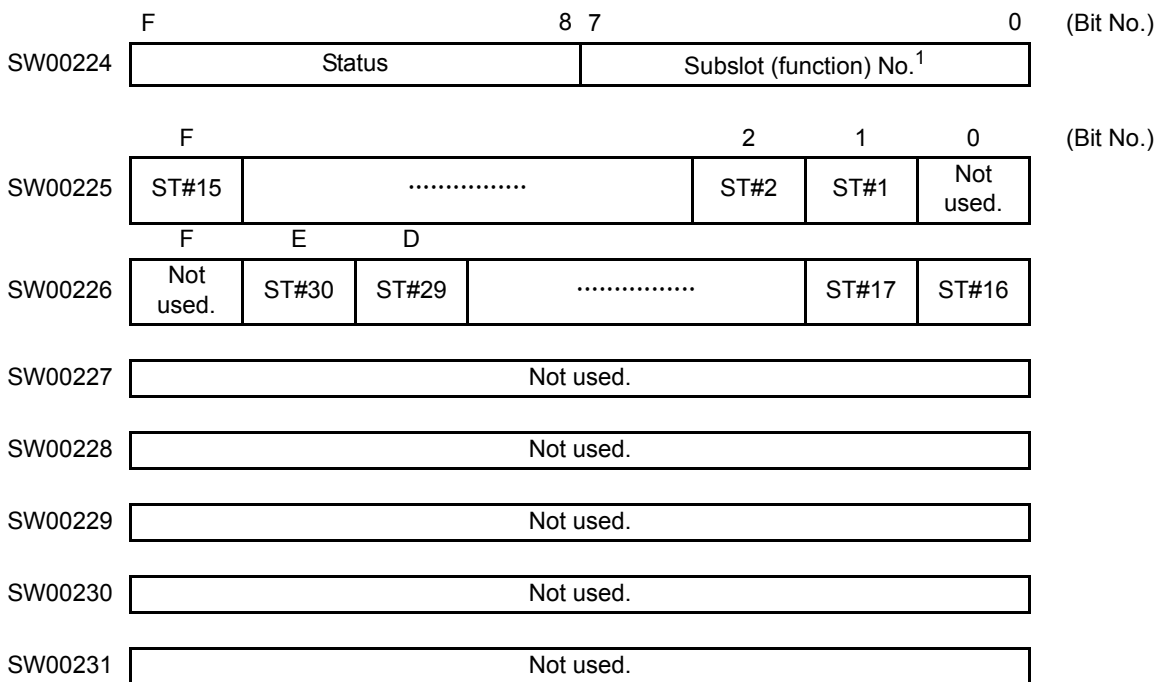 F 8 7 0 (Bit No.)
SW00224 Status Subslot (function) No.1
F 2 1 0 (Bit No.)
SW00225 ST#15 ................ ST#2 ST#1 Not used.
F E D
SW00226 Not used. ST#30 ST#29 ................ ST#17 ST#16
SW00227 Not used.
SW00228 Not used.
SW00229 Not used.
SW00230 Not used.
SW00231 Not used.